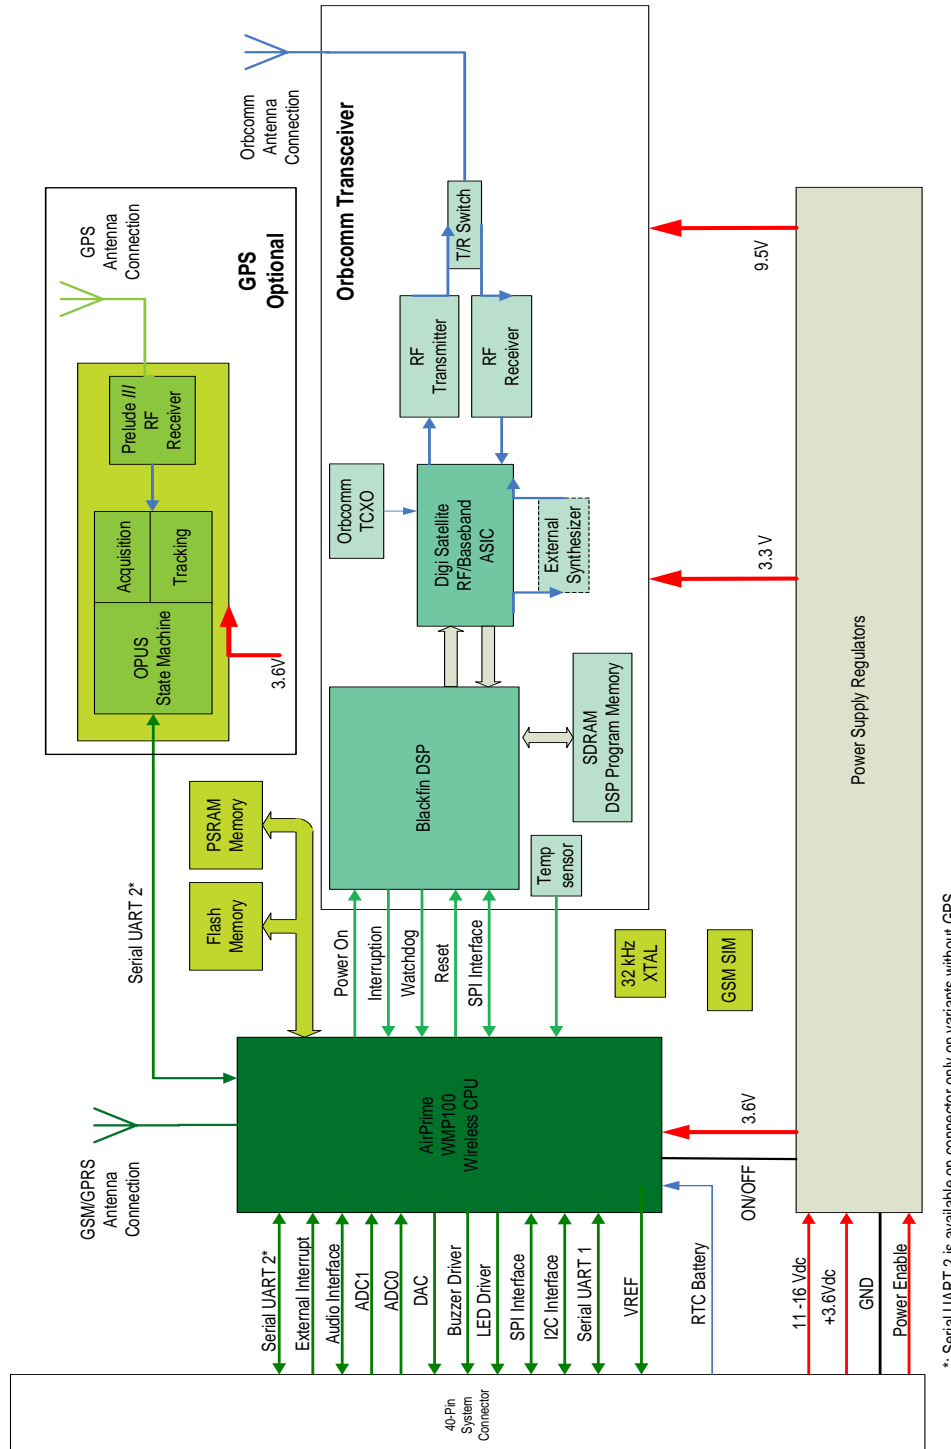 40-Pin
System
Connector
Serial UART 2*
External Interrupt
Audio Interface
ADC1
ADC0
DAC
Buzzer Driver
LED Driver
SPI Interface
I2C Interface
Serial UART 1
VREF
RTC Battery
11 -16 Vdc
+3.6Vdc
GND
Power Enable
GSM/GPRS
Antenna
Connection
AirPrime
WMP100
Wireless CPU
ON/OFF
3.6V
Serial UART 2*
Flash
Memory
PSRAM
Memory
Power On
Interruption
Watchdog
Reset
SPI Interface
32 kHz
XTAL
GSM SIM
Temp
sensor
Blackfin DSP
SDRAM
DSP Program Memory
OPUS
State Machine
Acquisition
Tracking
Prelude III
RF
Receiver
3.6V
GPS
Antenna
Connection
GPS
Optional
Orbcomm
TCXO
Digi Satellite
RF/Baseband
ASIC
External
Synthesizer
RF
Transmitter
RF
Receiver
T/R Switch
Orbcomm Transceiver
Orbcomm
Antenna
Connection
3.3 V
9.5V
Power Supply Regulators
*: Serial UART 2 is available on connector only on variants without GPS